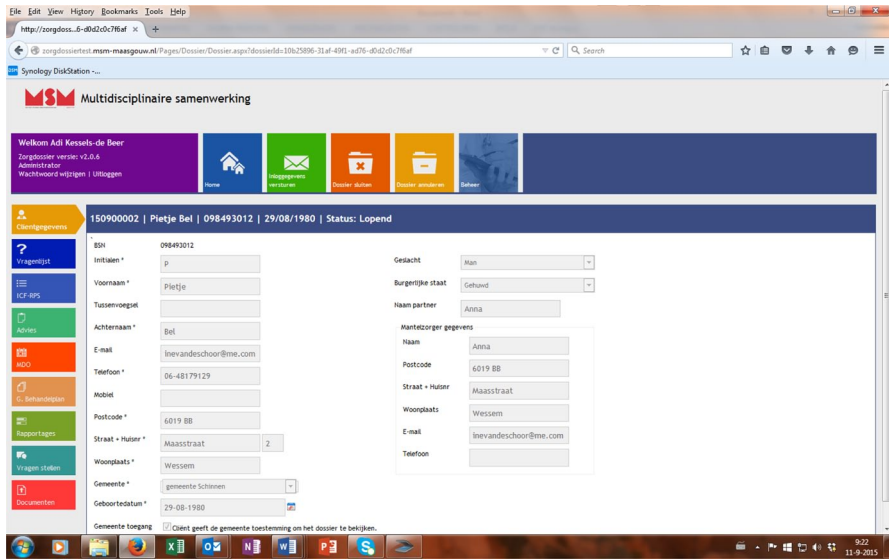 File Edit View History Bookmarks Tools Help
http://zorgdoss...6-d0d2c0c7f6af × +
zorgdossiertest.msm-maasgouw.nl/Pages/Dossier/Dossier.aspx?dossierId=10b25896-31af-49f1-ad76-d0d2c0c7f6af Search
DSM Synology DiskStation -...
MSM Multidisciplinaire samenwerking
Welkom Adi Kessels-de Beer
Zorgdossier versie: v2.0.6
Administrator
Wachtwoord wijzigen | Uitloggen
Home
Inloggegevens versturen
Dossier sluiten
Dossier annuleren
Beheer
Clientgegevens
Vragenlijst
ICF-RPS
Advies
MDO
G. Behandelplan
Rapportages
Vragen stellen
Documenten
150900002 | Pietje Bel | 098493012 | 29/08/1980 | Status: Lopend
BSN 098493012
Initialen * P
Voornaam * Pietje
Tussenvoegsel
Achternaam * Bel
E-mail inevandeschoor@me.com
Telefoon * 06-48179129
Mobiel
Postcode * 6019 BB
Straat + Huisnr * Maasstraat 2
Woonplaats * Wessem
Gemeente * gemeente Schinnen
Geboortedatum * 29-08-1980
Gemeente toegang Cliënt geeft de gemeente toestemming om het dossier te bekijken.
Geslacht Man
Burgerlijke staat Gehuwd
Naam partner Anna
Mantelzorger gegevens
Naam Anna
Postcode 6019 BB
Straat + Huisnr Maasstraat
Woonplaats Wessem
E-mail inevandeschoor@me.com
Telefoon
9:22
11-9-2015